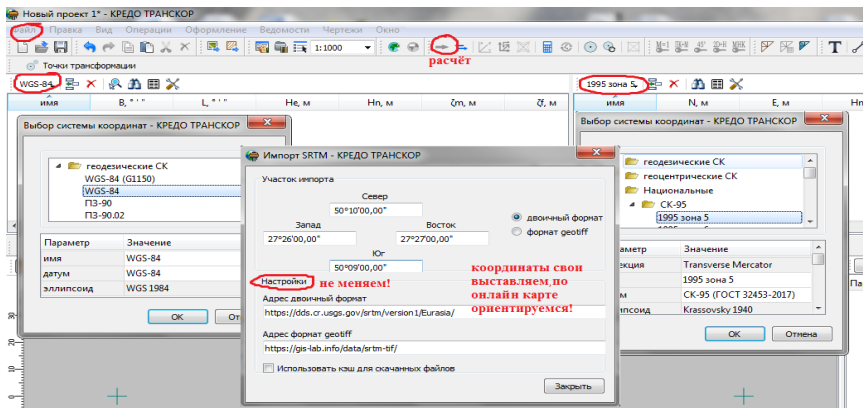 Новый проект 1* - КРЕДО ТРАНСКОР
Файл Правка Вид Операции Оформление Ведомости Чертежи Окно
1:1000
расчёт
Точки трансформации
WGS-84
1995 зона 5
имя B, ° ' " L, ° ' " He, м Hn, м ζm, м ζf, м
имя N, м E, м Hn
Выбор системы координат - КРЕДО ТРАНСКОР
геодезические СК
WGS-84 (G1150)
WGS-84
ПЗ-90
ПЗ-90.02
Параметр Значение
имя WGS-84
датум WGS-84
эллипсоид WGS 1984
OK
Импорт SRTM - КРЕДО ТРАНСКОР
Участок импорта
Север
50°10'00,00"
Запад Восток
27°26'00,00" 27°27'00,00"
Юг
50°09'00,00"
двоичный формат
формат geotiff
Настройки не меняем!
координаты свои
выставляем,по
онлайн карте
ориентируемся!
Адрес двоичный формат
https://dds.cr.usgs.gov/srtm/version1/Eurasia/
Адрес формат geotiff
https://gis-lab.info/data/srtm-tif/
Использовать кэш для скачанных файлов
Закрыть
Выбор системы координат - КРЕДО ТРАНСКОР
геодезические СК
геоцентрические СК
Национальные
СК-95
1995 зона 5
аметр Значение
екция Transverse Mercator
1995 зона 5
м СК-95 (ГОСТ 32453-2017)
ипсоид Krassovsky 1940
OK Отмена